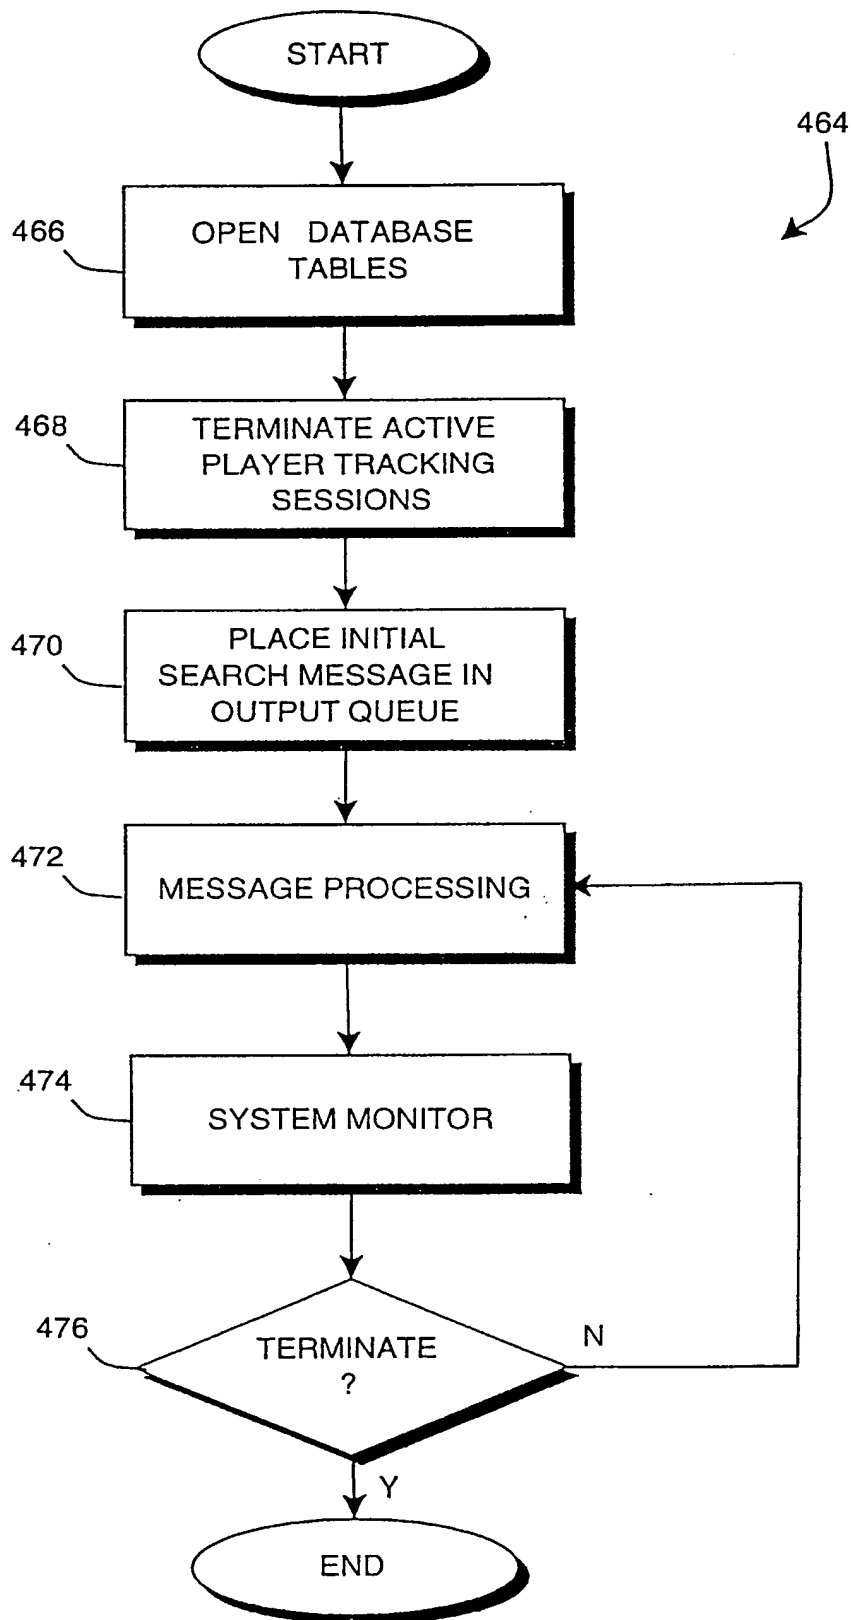 START
464
466
OPEN DATABASE
TABLES
468
TERMINATE ACTIVE
PLAYER TRACKING
SESSIONS
470
PLACE INITIAL
SEARCH MESSAGE IN
OUTPUT QUEUE
472
MESSAGE PROCESSING
474
SYSTEM MONITOR
476
TERMINATE
?
N
Y
END